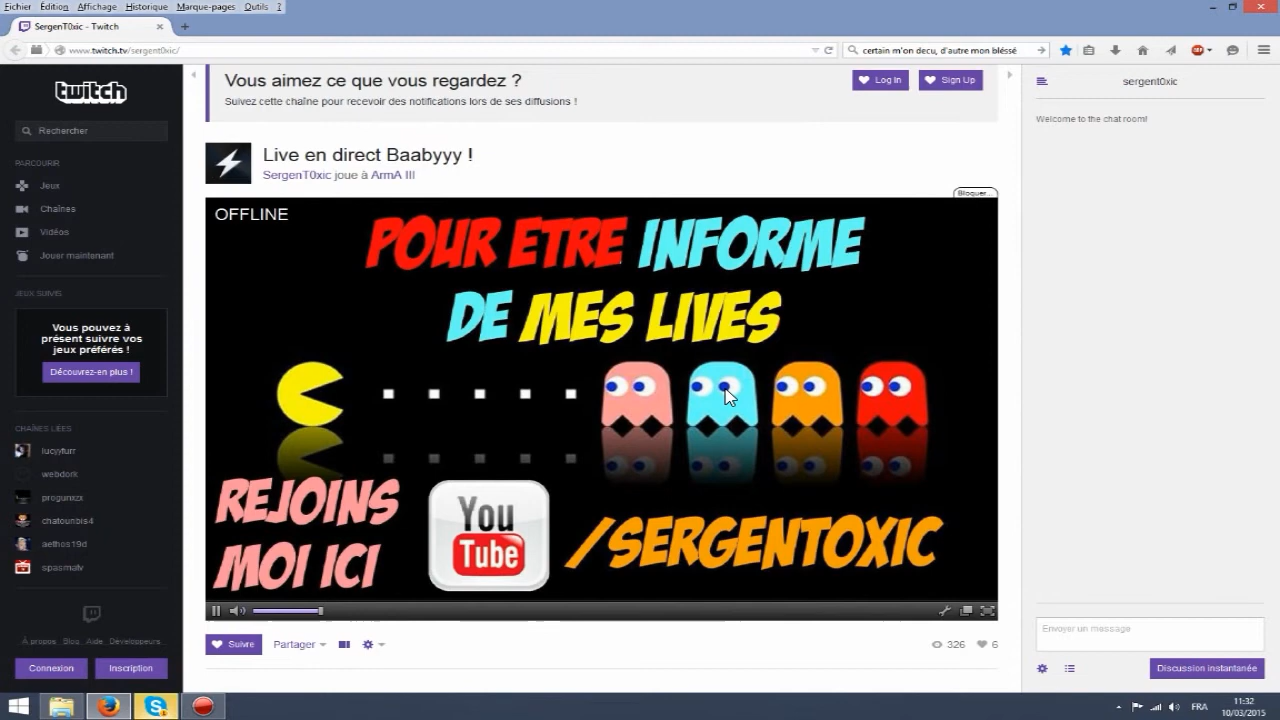 Fichier Édition Affichage Historique Marque-pages Outils ?
SergenT0xic - Twitch
www.twitch.tv/sergent0xic/
certain m'on decu, d'autre mon bléssé
twitch
Rechercher
PARCOURIR
Jeux
Chaînes
Vidéos
Jouer maintenant
JEUX SUIVIS
Vous pouvez à
présent suivre vos
jeux préférés !
Découvrez-en plus !
CHAÎNES LIÉES
lucyyfurr
webdork
progunxzx
chatounbis4
aethos19d
spasmatv
À propos Blog Aide Développeurs
Connexion Inscription
Vous aimez ce que vous regardez ?
Suivez cette chaîne pour recevoir des notifications lors de ses diffusions !
Log In Sign Up
Live en direct Baabyyy !
SergenT0xic joue à ArmA III
Bloquer...
OFFLINE
POUR ETRE INFORME
DE MES LIVES
REJOINS
MOI ICI
You
Tube
/SERGENTOXIC
Suivre Partager
326 6
sergent0xic
Welcome to the chat room!
Envoyer un message
Discussion instantanée
FRA
11:32
10/03/2015